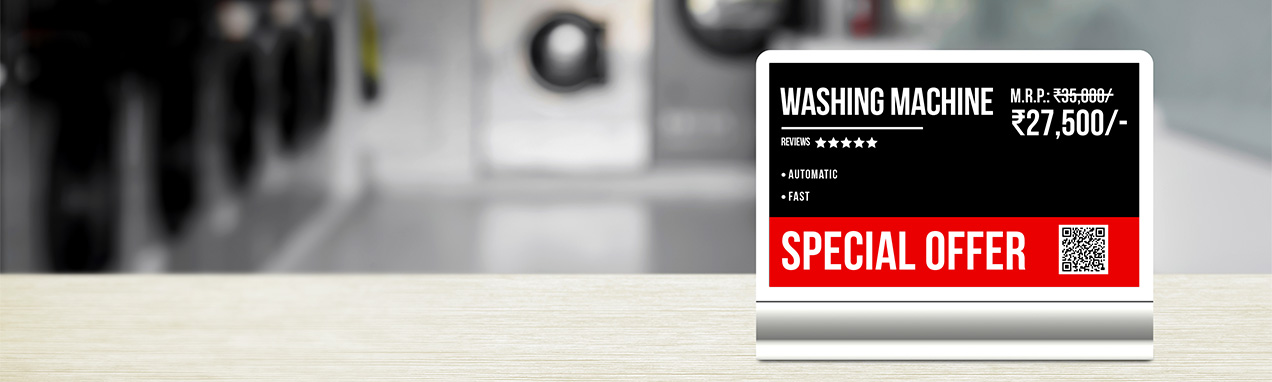 WASHING MACHINE
M.R.P.: ₹35,000/-
₹27,500/-
REVIEWS ★★★★★
• AUTOMATIC
• FAST
SPECIAL OFFER